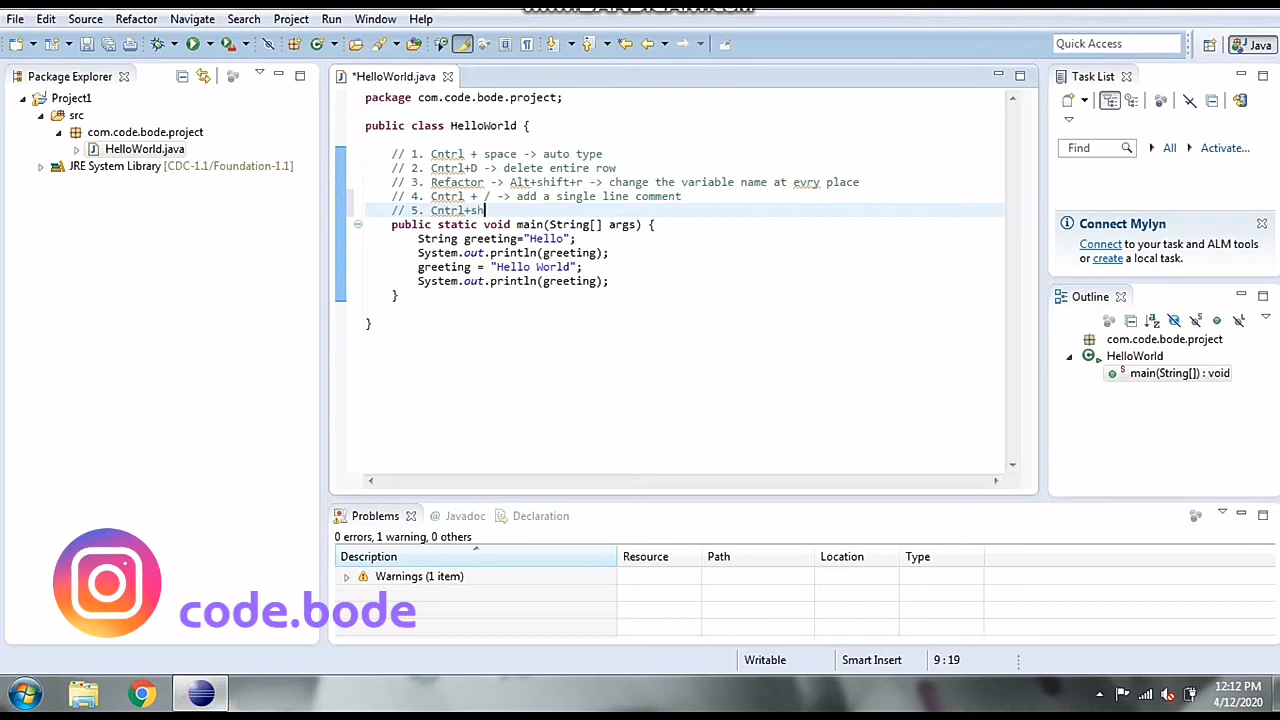 File Edit Source Refactor Navigate Search Project Run Window Help
Quick Access
Java
Package Explorer
Project1
src
com.code.bode.project
HelloWorld.java
JRE System Library [CDC-1.1/Foundation-1.1]
*HelloWorld.java
package com.code.bode.project;
public class HelloWorld {
// 1. Cntrl + space -> auto type
// 2. Cntrl+D -> delete entire row
// 3. Refactor -> Alt+shift+r -> change the variable name at evry place
// 4. Cntrl + / -> add a single line comment
// 5. Cntrl+sh
public static void main(String[] args) {
String greeting="Hello";
System.out.println(greeting);
greeting = "Hello World";
System.out.println(greeting);
}
}
Task List
Find All Activate...
Connect Mylyn
Connect to your task and ALM tools
or create a local task.
Outline
com.code.bode.project
HelloWorld
main(String[]) : void
Problems @ Javadoc Declaration
0 errors, 1 warning, 0 others
Description Resource Path Location Type
Warnings (1 item)
code.bode
Writable Smart Insert 9 : 19
12:12 PM
4/12/2020